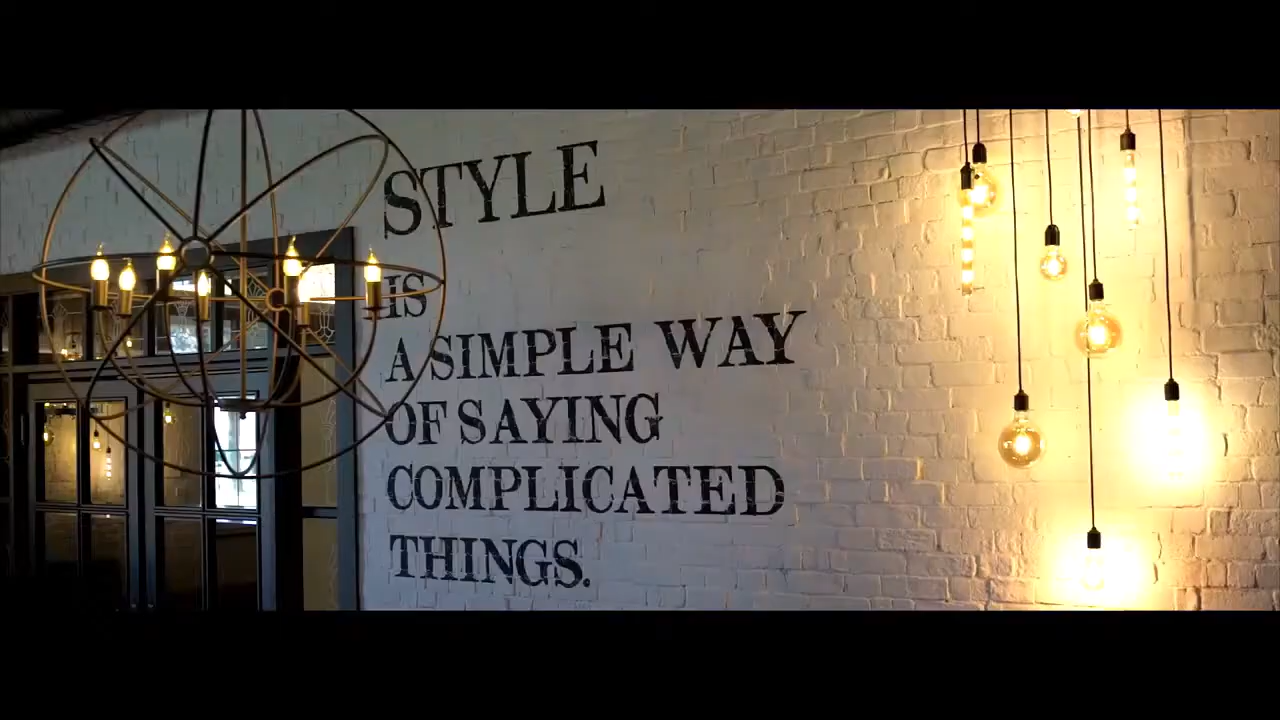 STYLE
IS
A SIMPLE WAY
OF SAYING
COMPLICATED
THINGS.